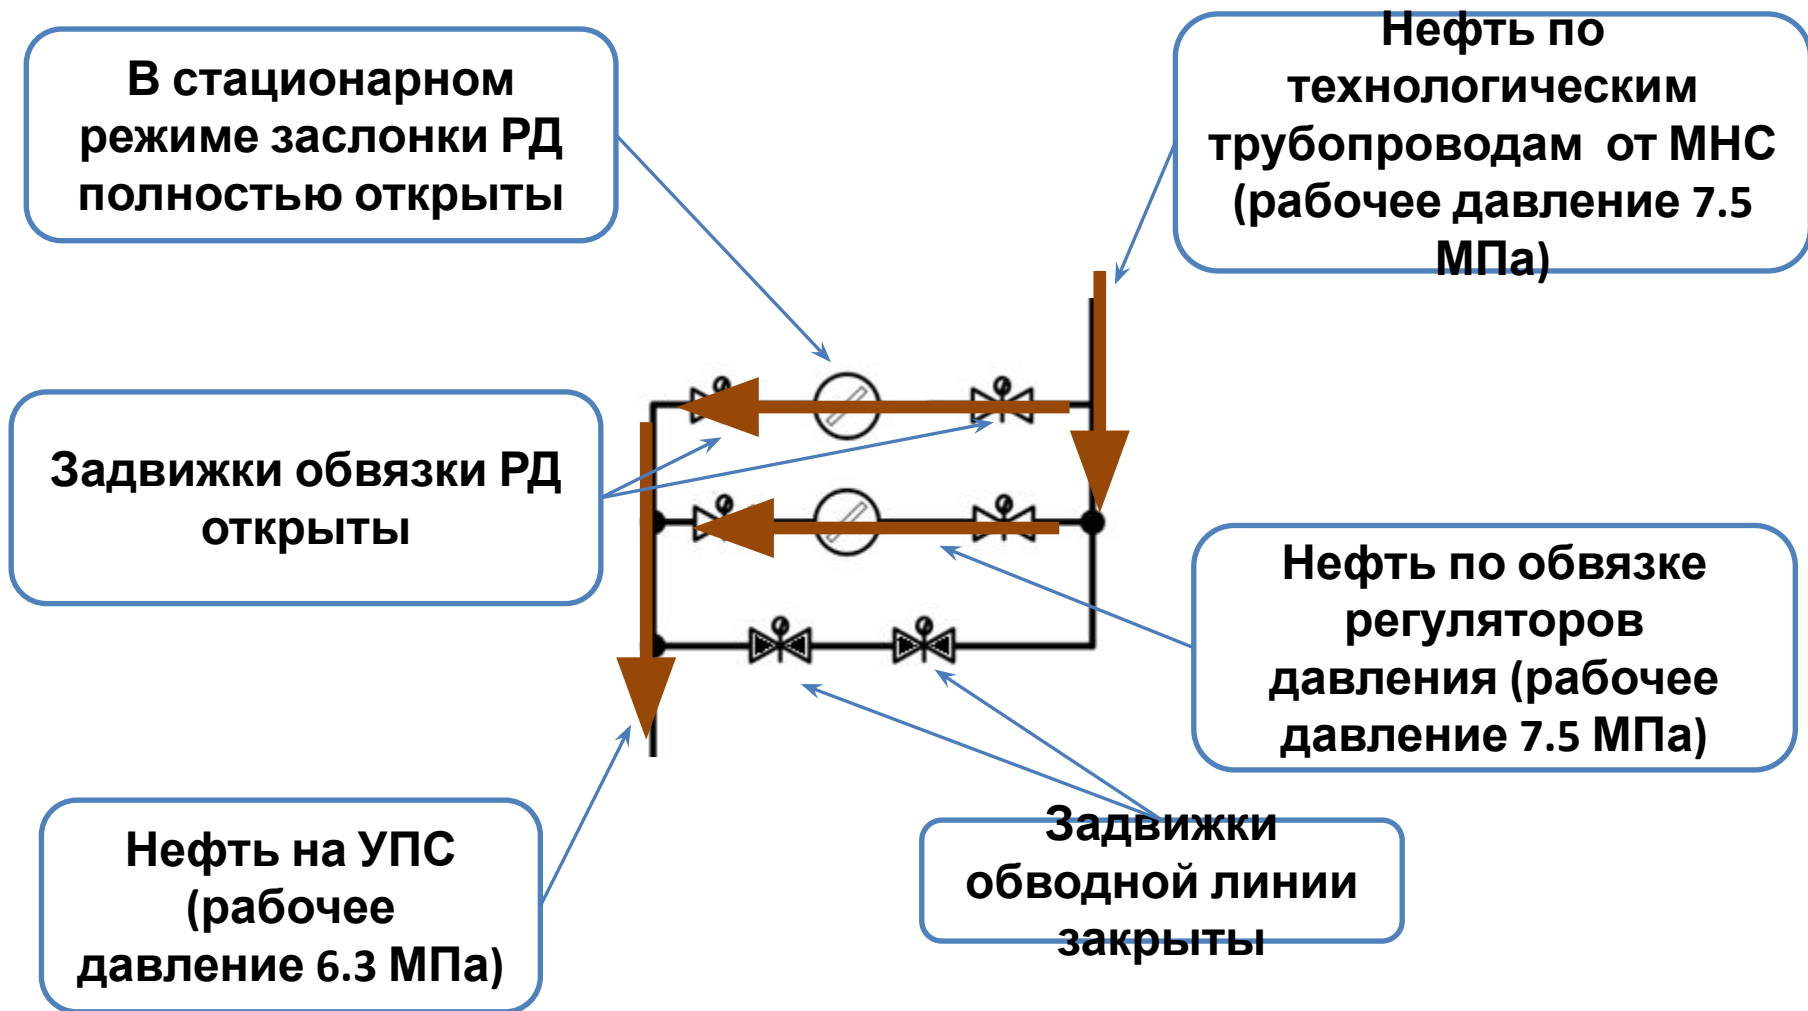 В стационарном
режиме заслонки РД
полностью открыты
Нефть по
технологическим
трубопроводам от МНС
(рабочее давление 7.5
МПа)
Задвижки обвязки РД
открыты
Нефть по обвязке
регуляторов
давления (рабочее
давление 7.5 МПа)
Нефть на УПС
(рабочее
давление 6.3 МПа)
Задвижки
обводной линии
закрыты